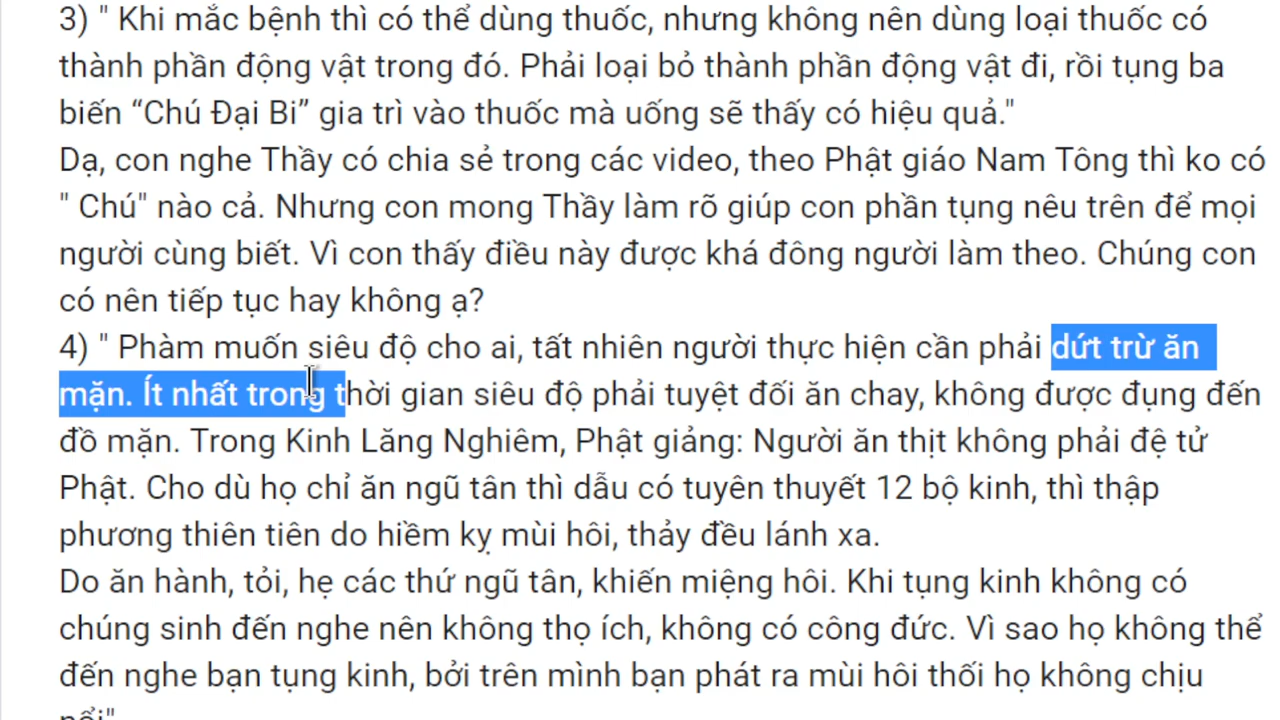 3) " Khi mắc bệnh thì có thể dùng thuốc, nhưng không nên dùng loại thuốc có
thành phần động vật trong đó. Phải loại bỏ thành phần động vật đi, rồi tụng ba
biến “Chú Đại Bi” gia trì vào thuốc mà uống sẽ thấy có hiệu quả."
Dạ, con nghe Thầy có chia sẻ trong các video, theo Phật giáo Nam Tông thì ko có
" Chú" nào cả. Nhưng con mong Thầy làm rõ giúp con phần tụng nêu trên để mọi
người cùng biết. Vì con thấy điều này được khá đông người làm theo. Chúng con
có nên tiếp tục hay không ạ?
4) " Phàm muốn siêu độ cho ai, tất nhiên người thực hiện cần phải dứt trừ ăn
mặn. Ít nhất trong thời gian siêu độ phải tuyệt đối ăn chay, không được đụng đến
đồ mặn. Trong Kinh Lăng Nghiêm, Phật giảng: Người ăn thịt không phải đệ tử
Phật. Cho dù họ chỉ ăn ngũ tân thì dẫu có tuyên thuyết 12 bộ kinh, thì thập
phương thiên tiên do hiềm kỵ mùi hôi, thảy đều lánh xa.
Do ăn hành, tỏi, hẹ các thứ ngũ tân, khiến miệng hôi. Khi tụng kinh không có
chúng sinh đến nghe nên không thọ ích, không có công đức. Vì sao họ không thể
đến nghe bạn tụng kinh, bởi trên mình bạn phát ra mùi hôi thối họ không chịu
nổi"